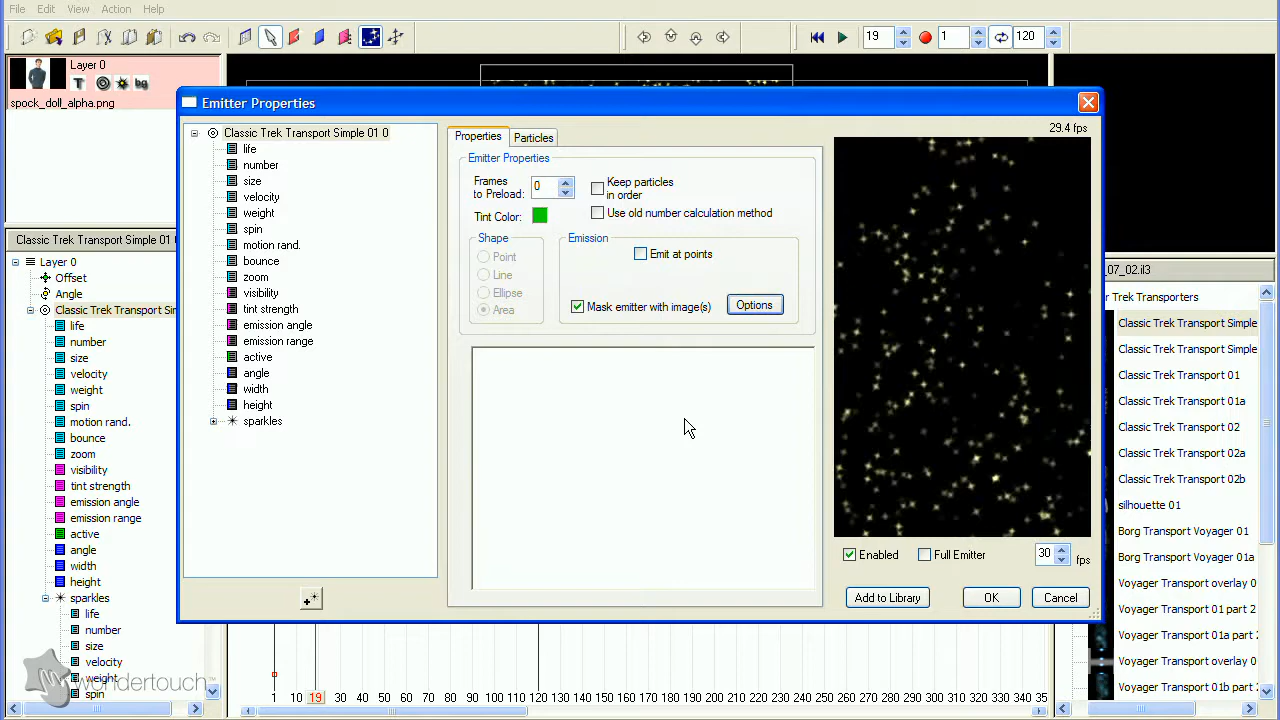 File Edit View Action Help
19 1 120
Layer 0
T bg
spock_doll_alpha.png
Emitter Properties
29.4 fps
Classic Trek Transport Simple 01 0
life
number
size
velocity
weight
spin
motion rand.
bounce
zoom
visibility
tint strength
emission angle
emission range
active
angle
width
height
sparkles
Properties Particles
Emitter Properties
Frames to Preload: 0
Keep particles in order
Tint Color:
Use old number calculation method
Shape
Point
Line
Ellipse
Area
Emission
Emit at points
Mask emitter with image(s) Options
Enabled Full Emitter 30 fps
Add to Library OK Cancel
Classic Trek Transport Simple 01
Layer 0
Offset
Angle
Classic Trek Transport Sim
life
number
size
velocity
weight
spin
motion rand.
bounce
zoom
visibility
tint strength
emission angle
emission range
active
angle
width
height
sparkles
life
number
size
velocity
weight
spin
_07_02.il3
r Trek Transporters
Classic Trek Transport Simple
Classic Trek Transport Simple
Classic Trek Transport 01
Classic Trek Transport 01a
Classic Trek Transport 02
Classic Trek Transport 02a
Classic Trek Transport 02b
silhouette 01
Borg Transport Voyager 01
Borg Transport Voyager 01a
Voyager Transport overlay 0
Voyager Transport 01 part 2
Voyager Transport 01a part 2
Voyager Transport overlay 0
Voyager Transport 01b part 2
1 10 19 30 40 50 60 70 80 90 100 110 120 130 140 150 160 170 180 190 200 210 220 230 240 250 260 270 280 290 300 310 320 330 340 35
wondertouch™